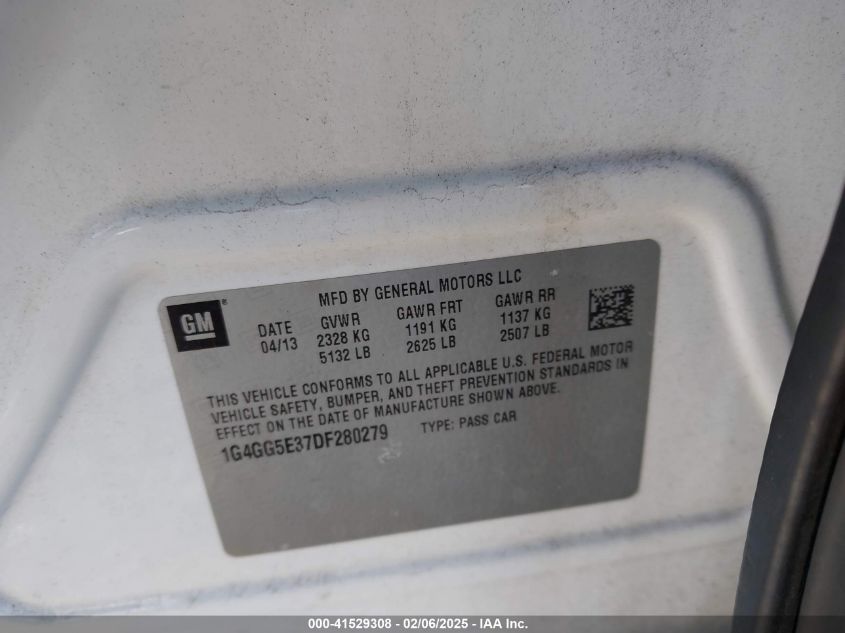 MFD BY GENERAL MOTORS LLC
GM®
DATE GVWR GAWR FRT GAWR RR
04/13 2328 KG 1191 KG 1137 KG
5132 LB 2625 LB 2507 LB
THIS VEHICLE CONFORMS TO ALL APPLICABLE U.S. FEDERAL MOTOR
VEHICLE SAFETY, BUMPER, AND THEFT PREVENTION STANDARDS IN
EFFECT ON THE DATE OF MANUFACTURE SHOWN ABOVE.
1G4GG5E37DF280279 TYPE: PASS CAR
000-41529308 - 02/06/2025 - IAA Inc.